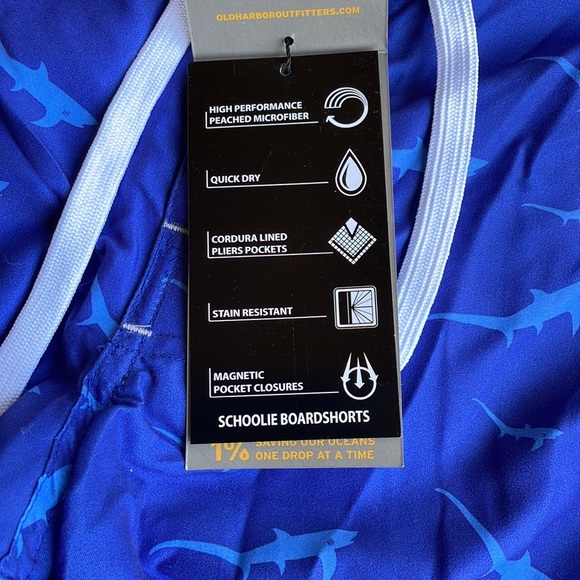 OLDHARBOROUTFITTERS.COM
HIGH PERFORMANCE
PEACHED MICROFIBER
QUICK DRY
CORDURA LINED
PLIERS POCKETS
STAIN RESISTANT
MAGNETIC
POCKET CLOSURES
SCHOOLIE BOARDSHORTS
1% SAVING OUR OCEANS
ONE DROP AT A TIME